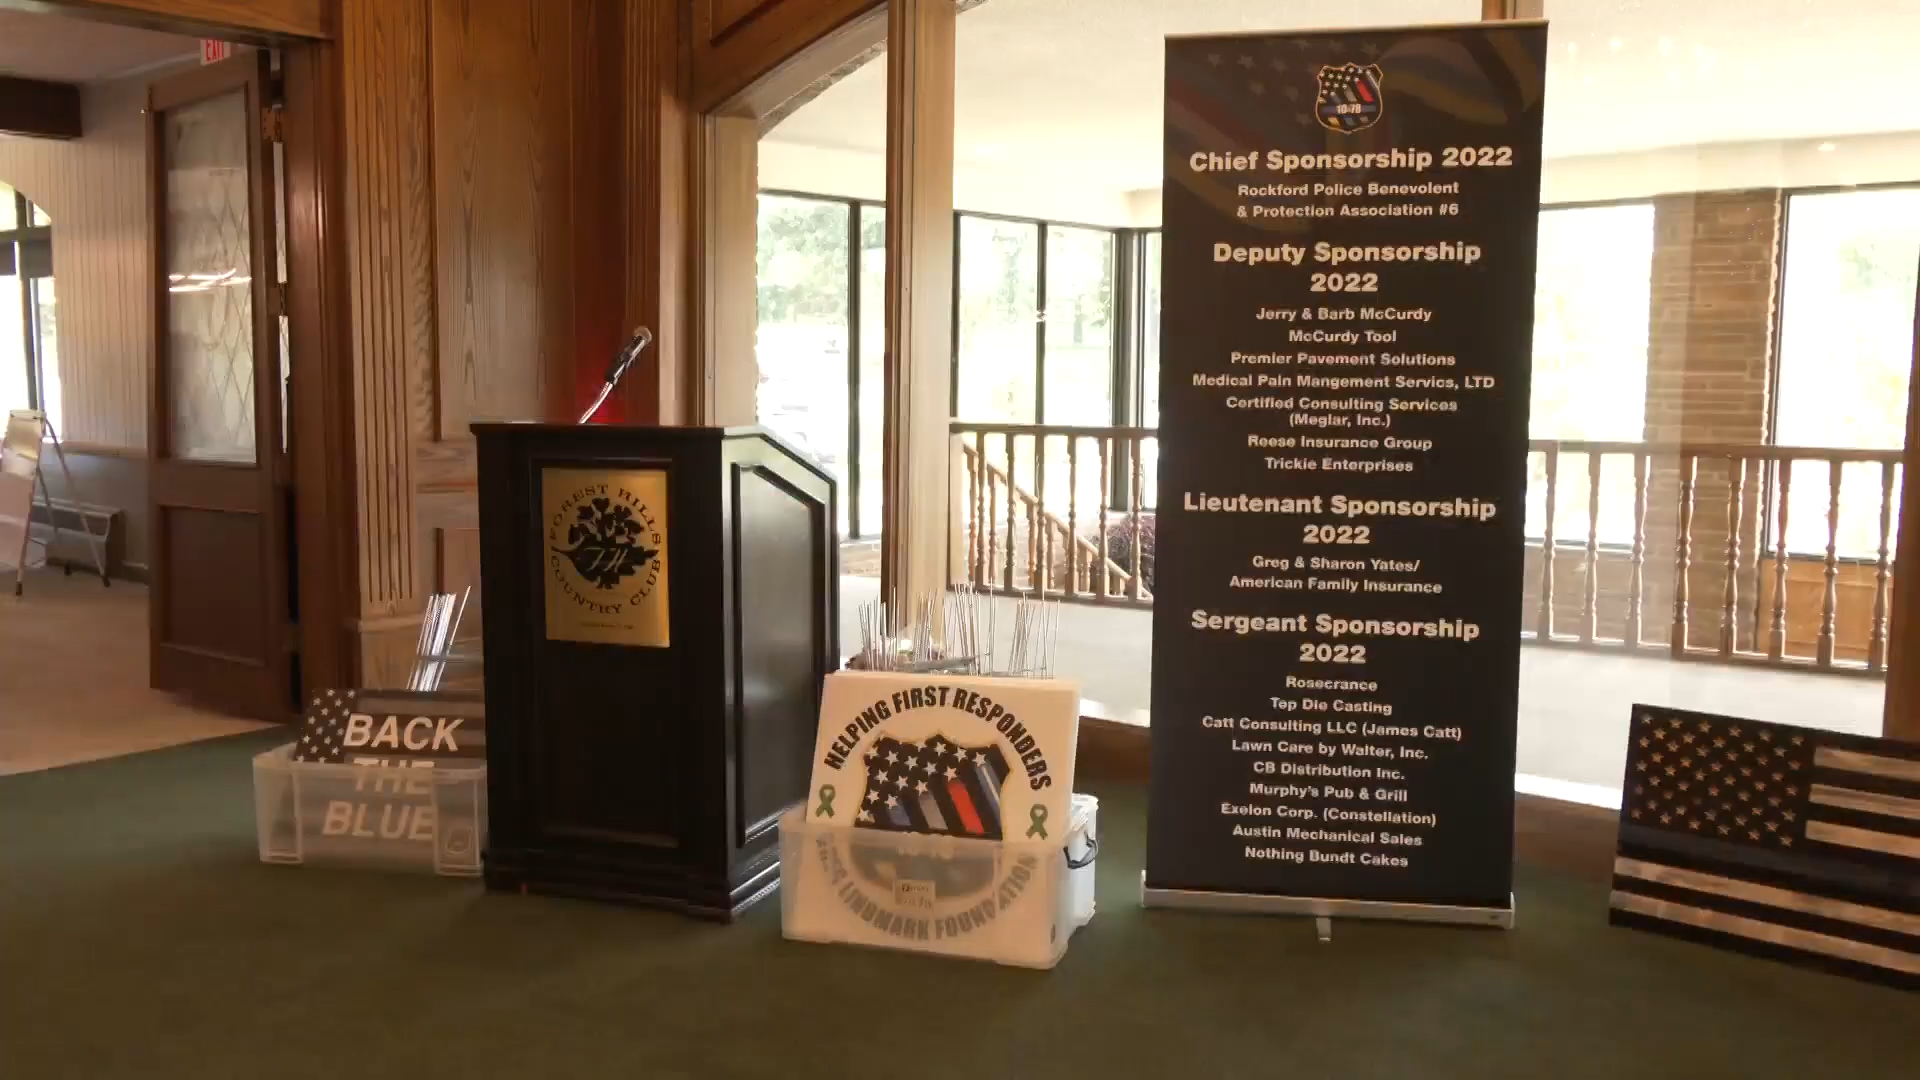 EXIT
10-78
Chief Sponsorship 2022
Rockford Police Benevolent
& Protection Association #6
Deputy Sponsorship
2022
Jerry & Barb McCurdy
McCurdy Tool
Premier Pavement Solutions
Medical Pain Mangement Servics, LTD
Certified Consulting Services
(Meglar, Inc.)
Reese Insurance Group
Trickie Enterprises
Lieutenant Sponsorship
2022
Greg & Sharon Yates/
American Family Insurance
Sergeant Sponsorship
2022
Rosecrance
Top Die Casting
Catt Consulting LLC (James Catt)
Lawn Care by Walter, Inc.
CB Distribution Inc.
Murphy's Pub & Grill
Exelon Corp. (Constellation)
Austin Mechanical Sales
Nothing Bundt Cakes
FOREST HILLS
FH
COUNTRY CLUB
BACK
THE
BLUE
HELPING FIRST RESPONDERS
LINDMARK FOUNDATION